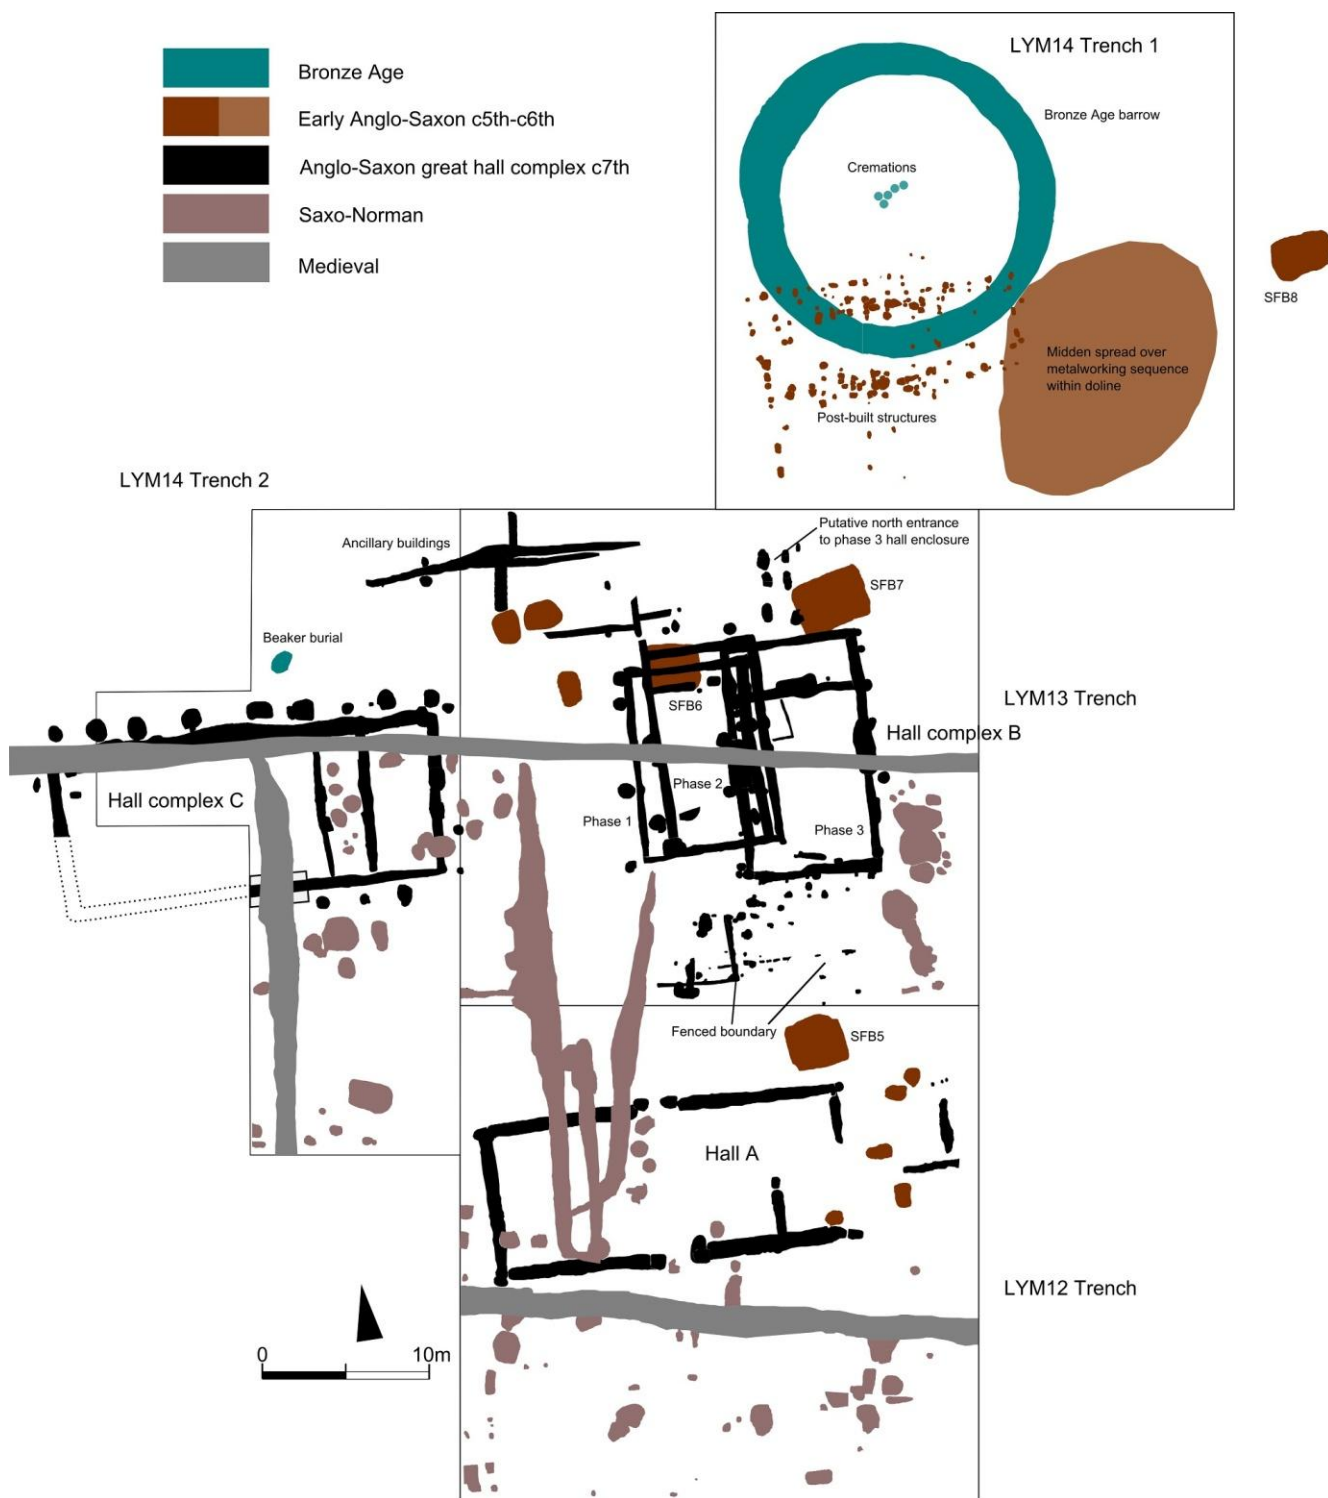 Bronze Age
Early Anglo-Saxon c5th-c6th
Anglo-Saxon great hall complex c7th
Saxo-Norman
Medieval
LYM14 Trench 1
Bronze Age barrow
Cremations
SFB8
Midden spread over
metalworking sequence
within doline
Post-built structures
LYM14 Trench 2
Putative north entrance
to phase 3 hall enclosure
Ancillary buildings
SFB7
Beaker burial
LYM13 Trench
SFB6
Hall complex B
Phase 2
Hall complex C
Phase 1
Phase 3
Fenced boundary
SFB5
Hall A
LYM12 Trench
0
10m